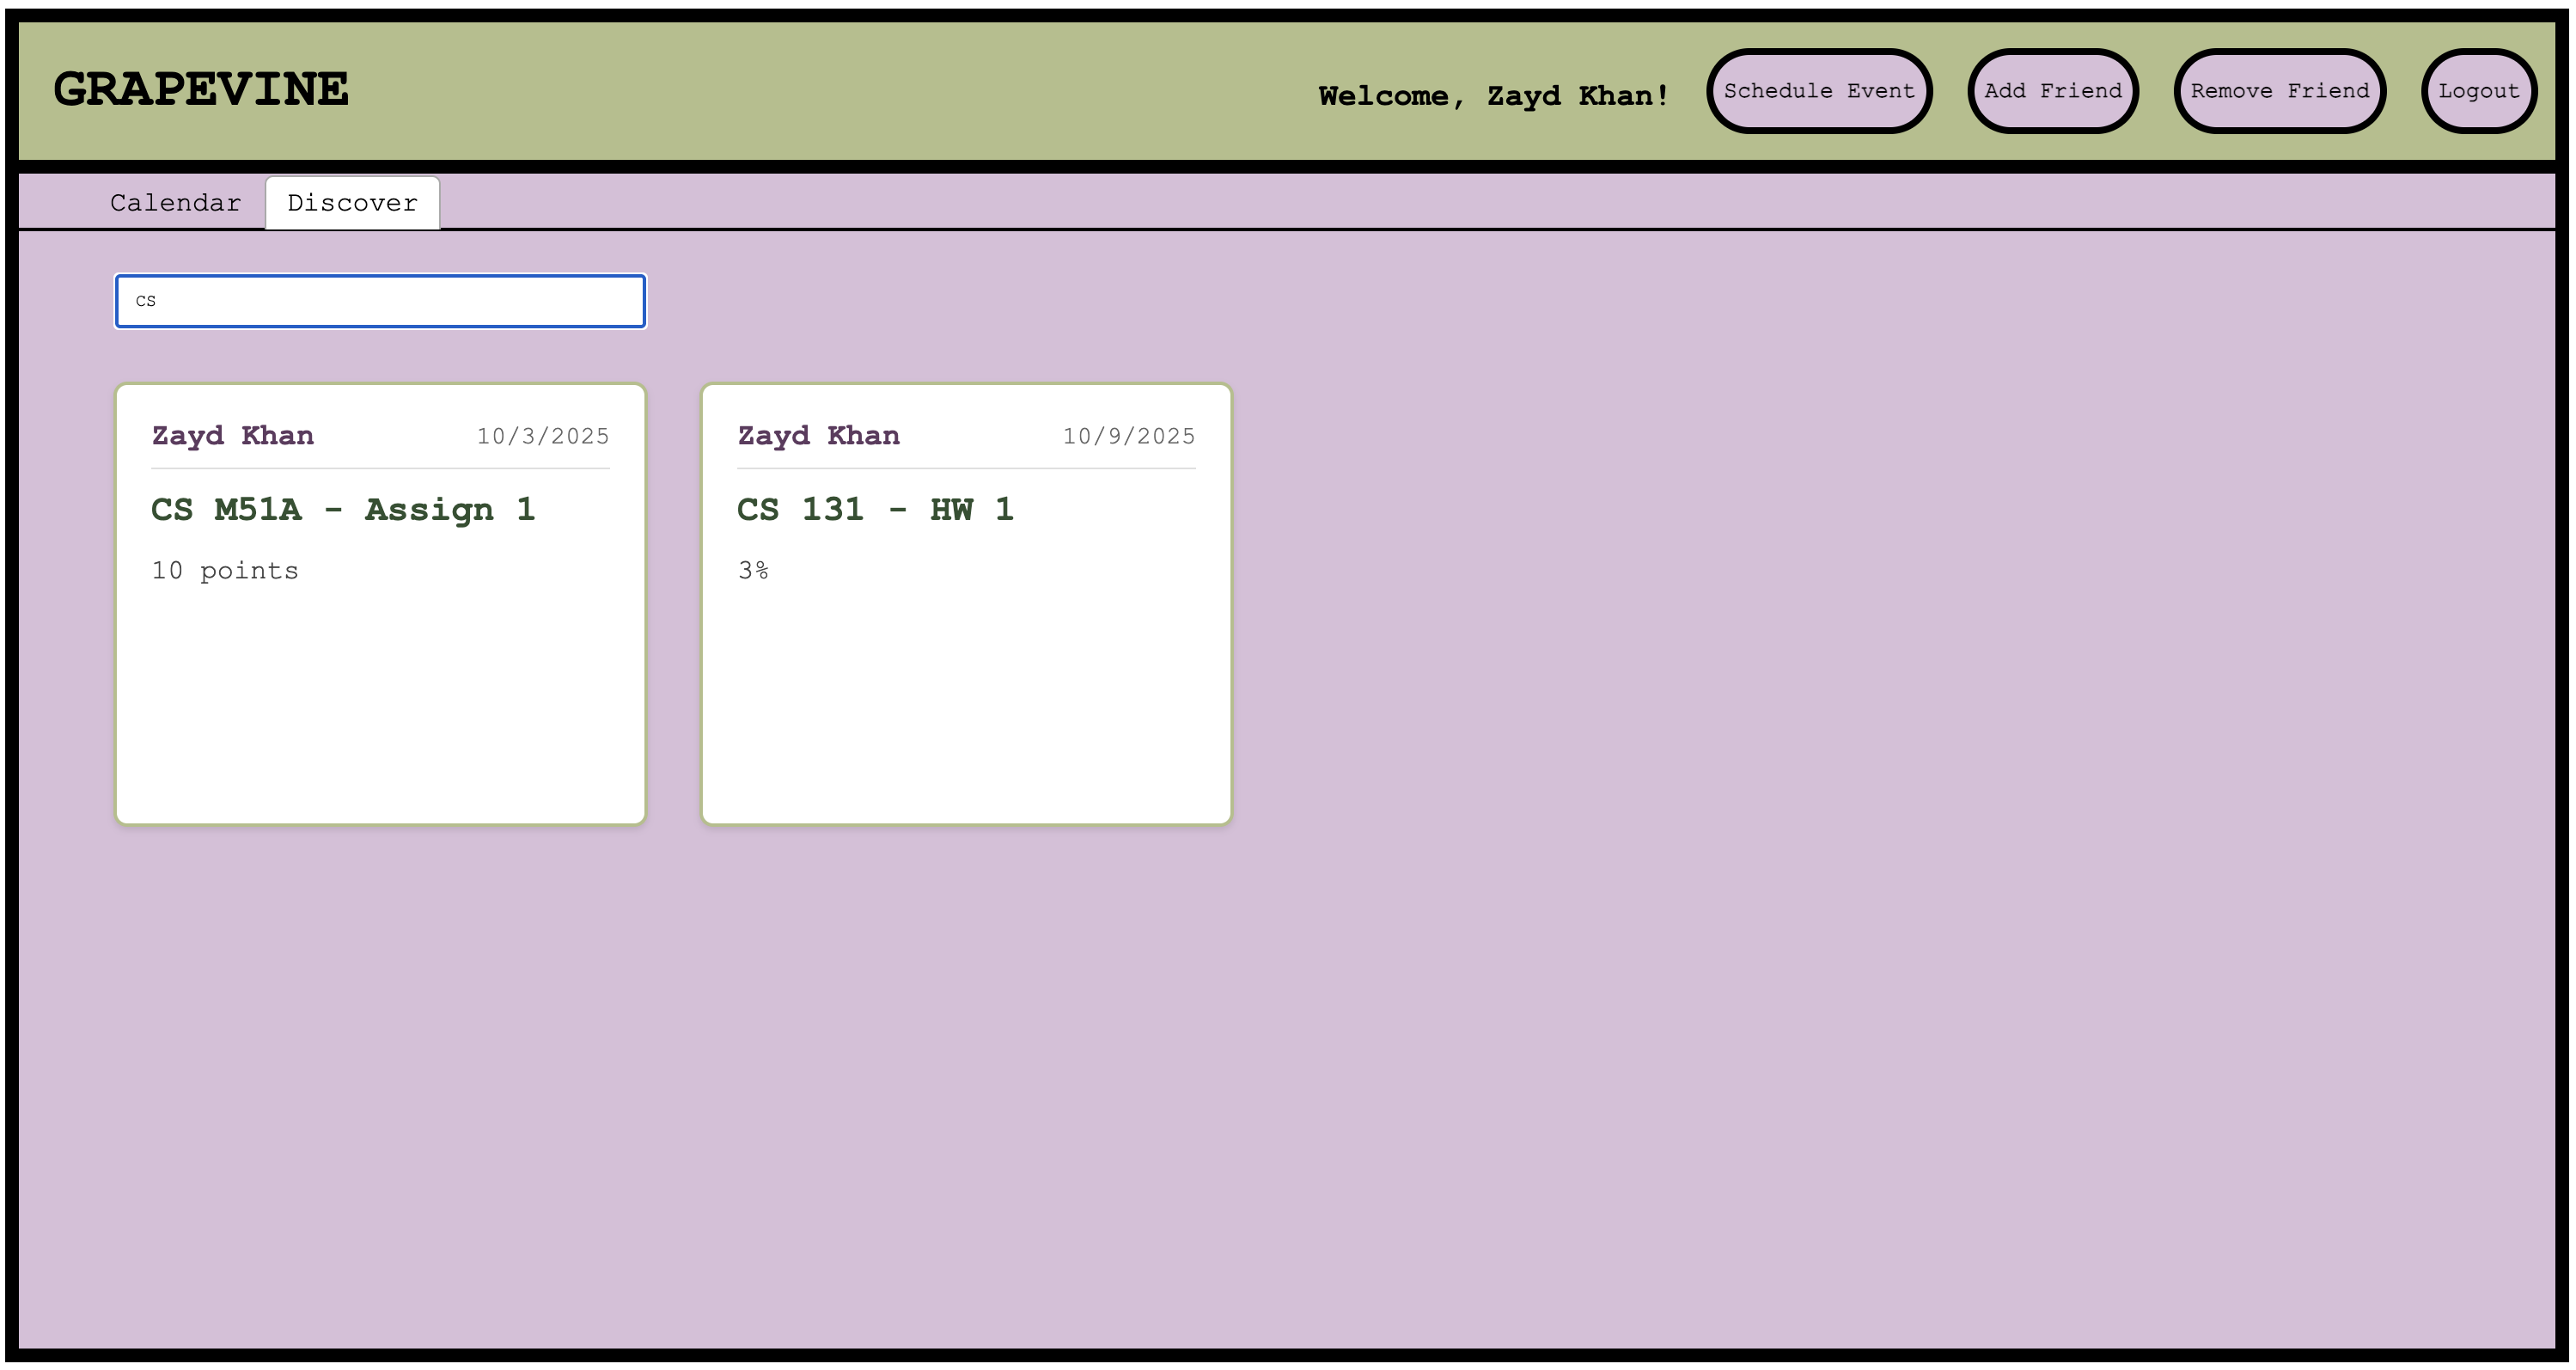 GRAPEVINE
Welcome, Zayd Khan!
Schedule Event
Add Friend
Remove Friend
Logout
Calendar
Discover
cs
Zayd Khan 10/3/2025
CS M51A - Assign 1
10 points
Zayd Khan 10/9/2025
CS 131 - HW 1
3%